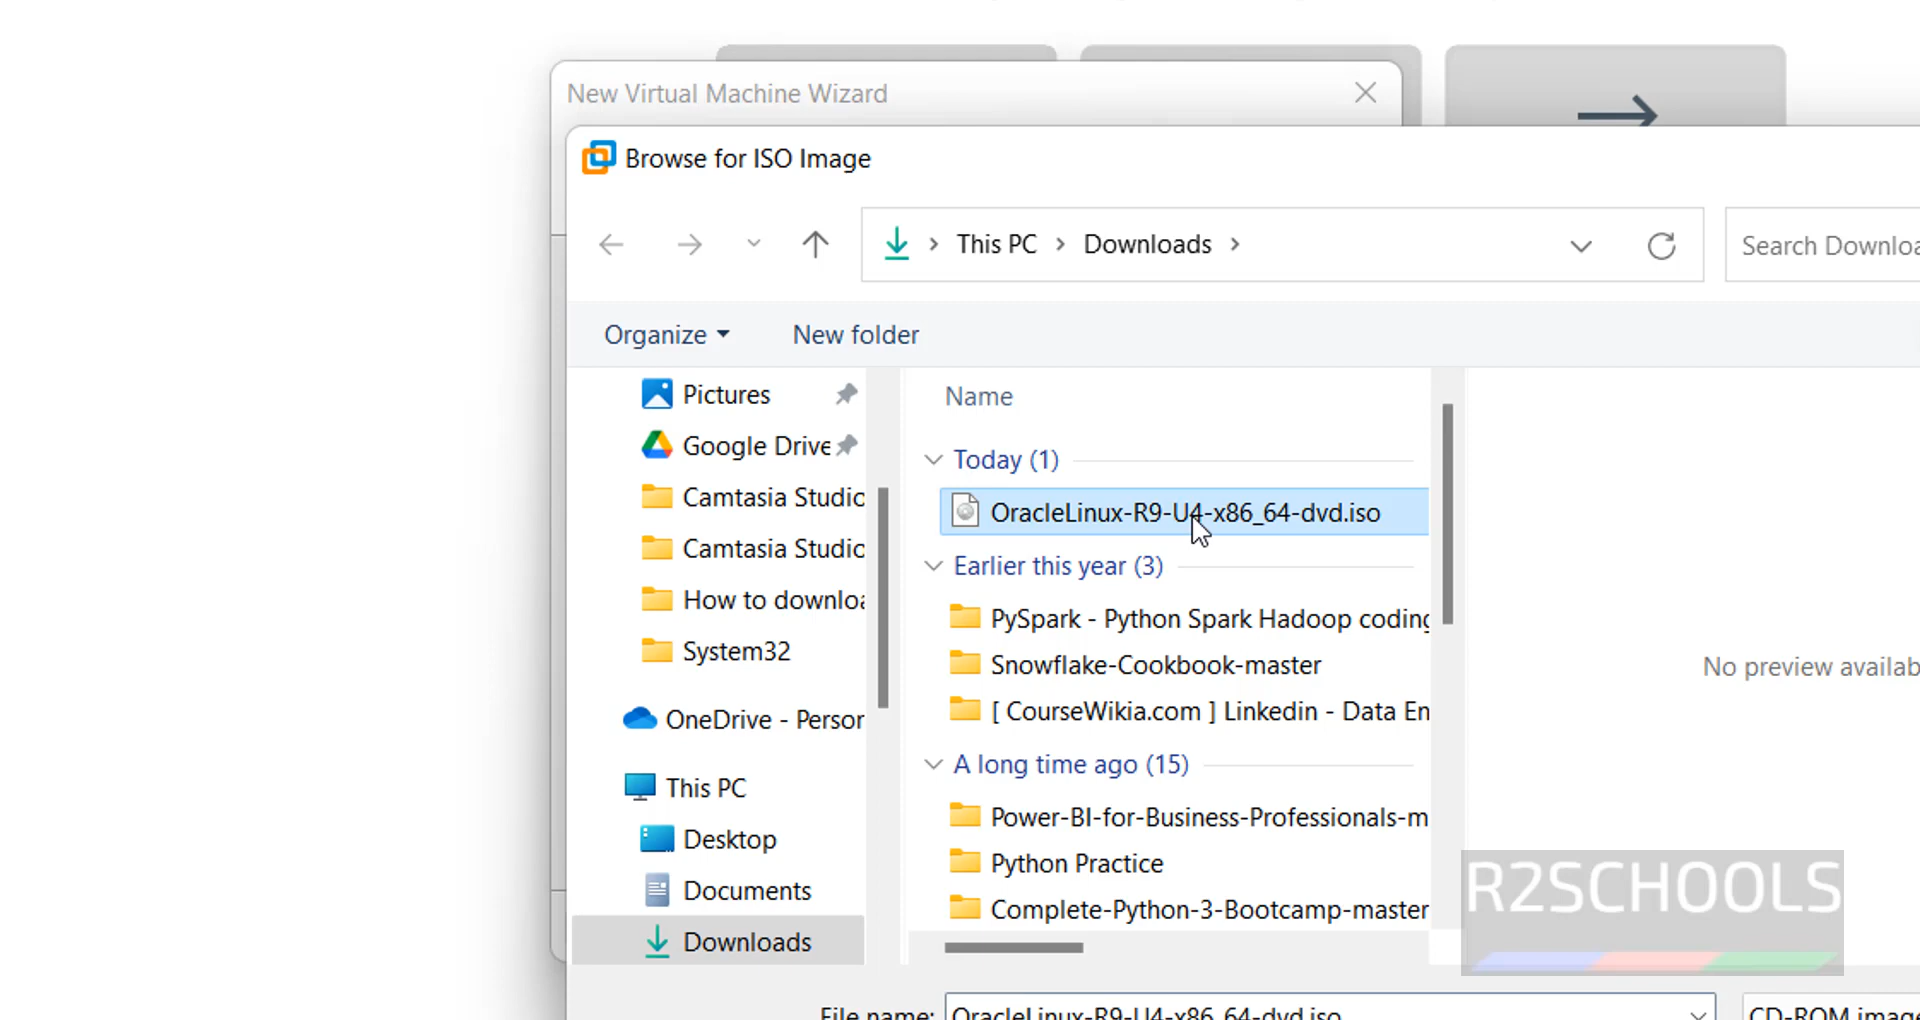 New Virtual Machine Wizard
Browse for ISO Image
This PC
Downloads
Search Downloa
Organize
New folder
Pictures
Google Drive
Camtasia Studio
Camtasia Studio
How to downloa
System32
OneDrive - Person
This PC
Desktop
Documents
Downloads
Name
Today (1)
OracleLinux-R9-U4-x86_64-dvd.iso
Earlier this year (3)
PySpark - Python Spark Hadoop coding
Snowflake-Cookbook-master
[ CourseWikia.com ] Linkedin - Data En
A long time ago (15)
Power-BI-for-Business-Professionals-m
Python Practice
Complete-Python-3-Bootcamp-master
No preview availab
R2SCHOOLS
File name:
OracleLinux-R9-U4-x86_64-dvd.iso
CD-ROM image